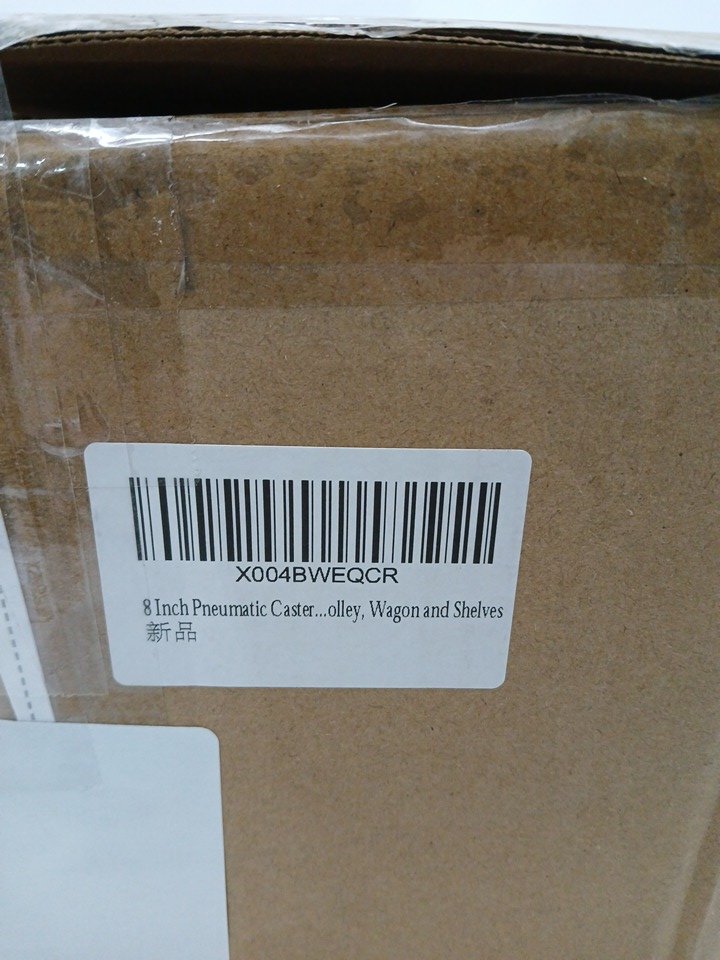 X004BWEQCR
8 Inch Pneumatic Caster...olley, Wagon and Shelves
新品